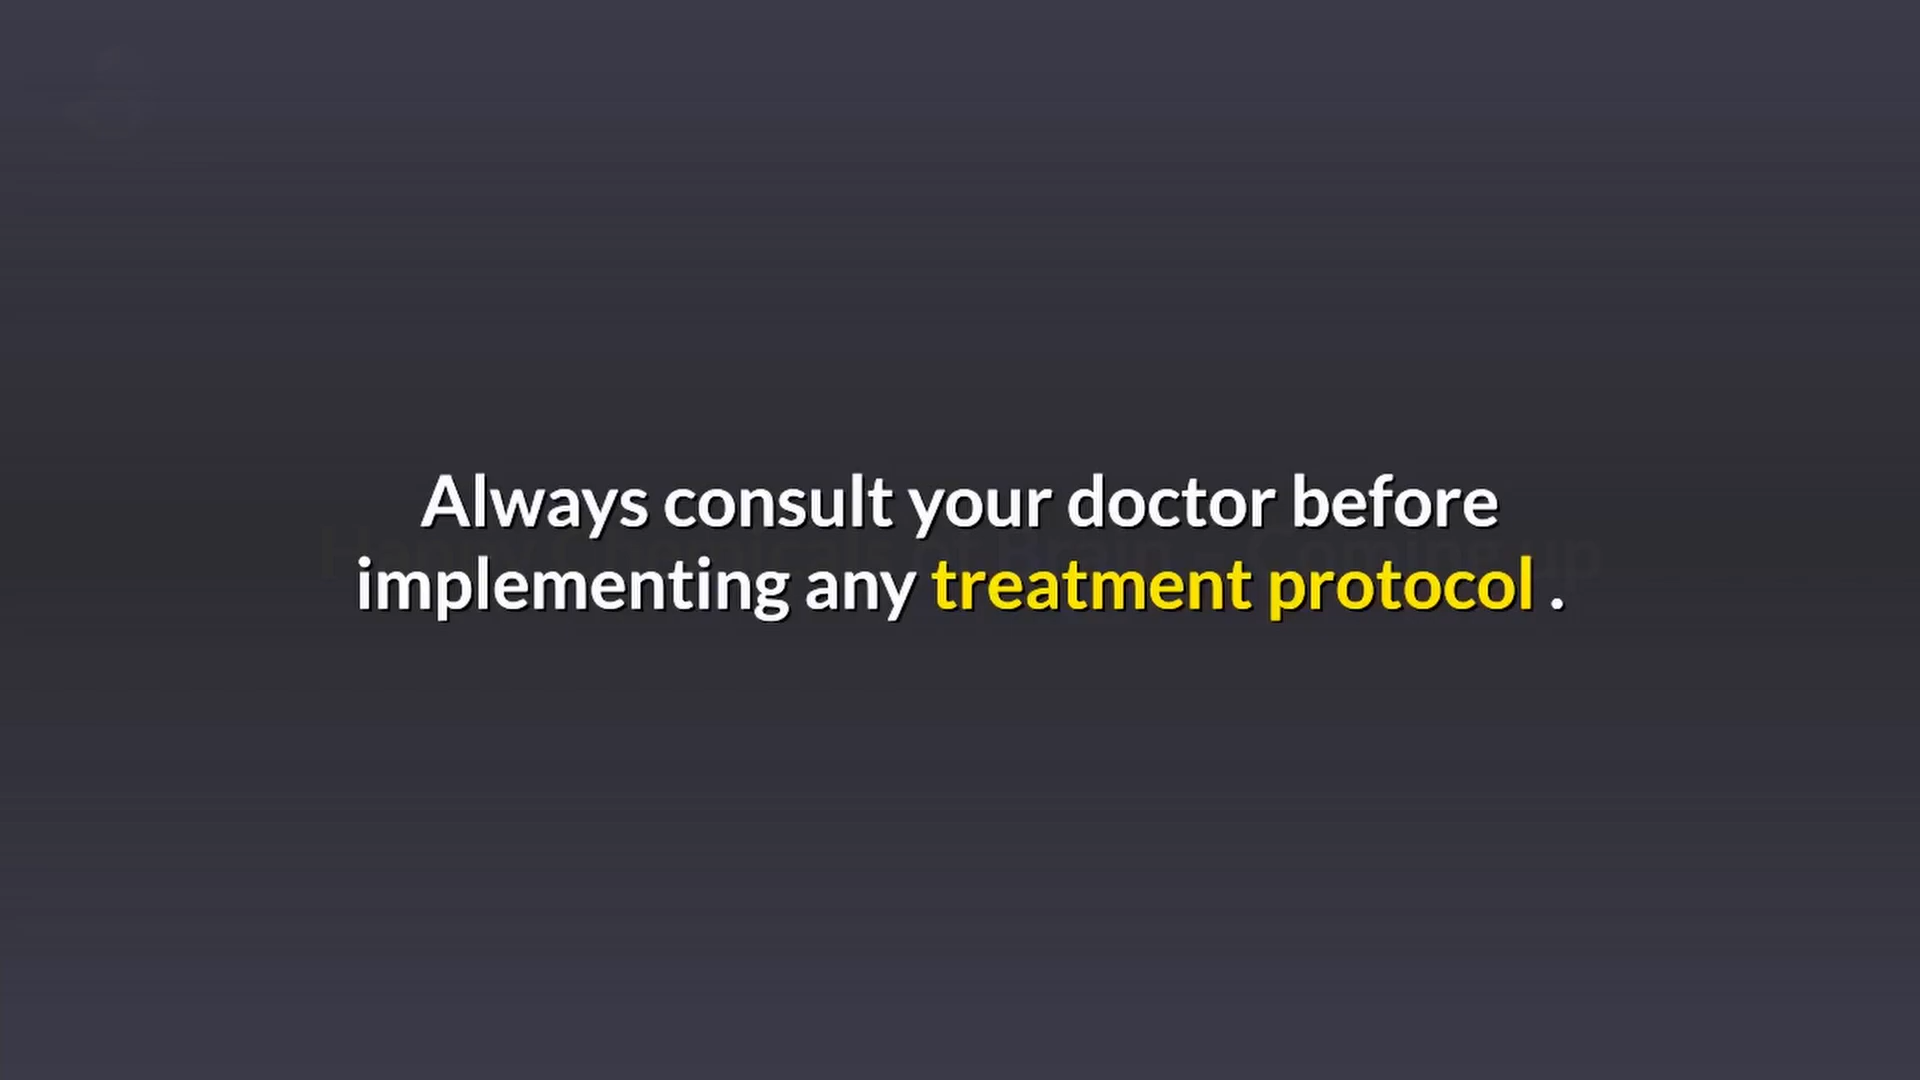 Always consult your doctor before
implementing any treatment protocol .